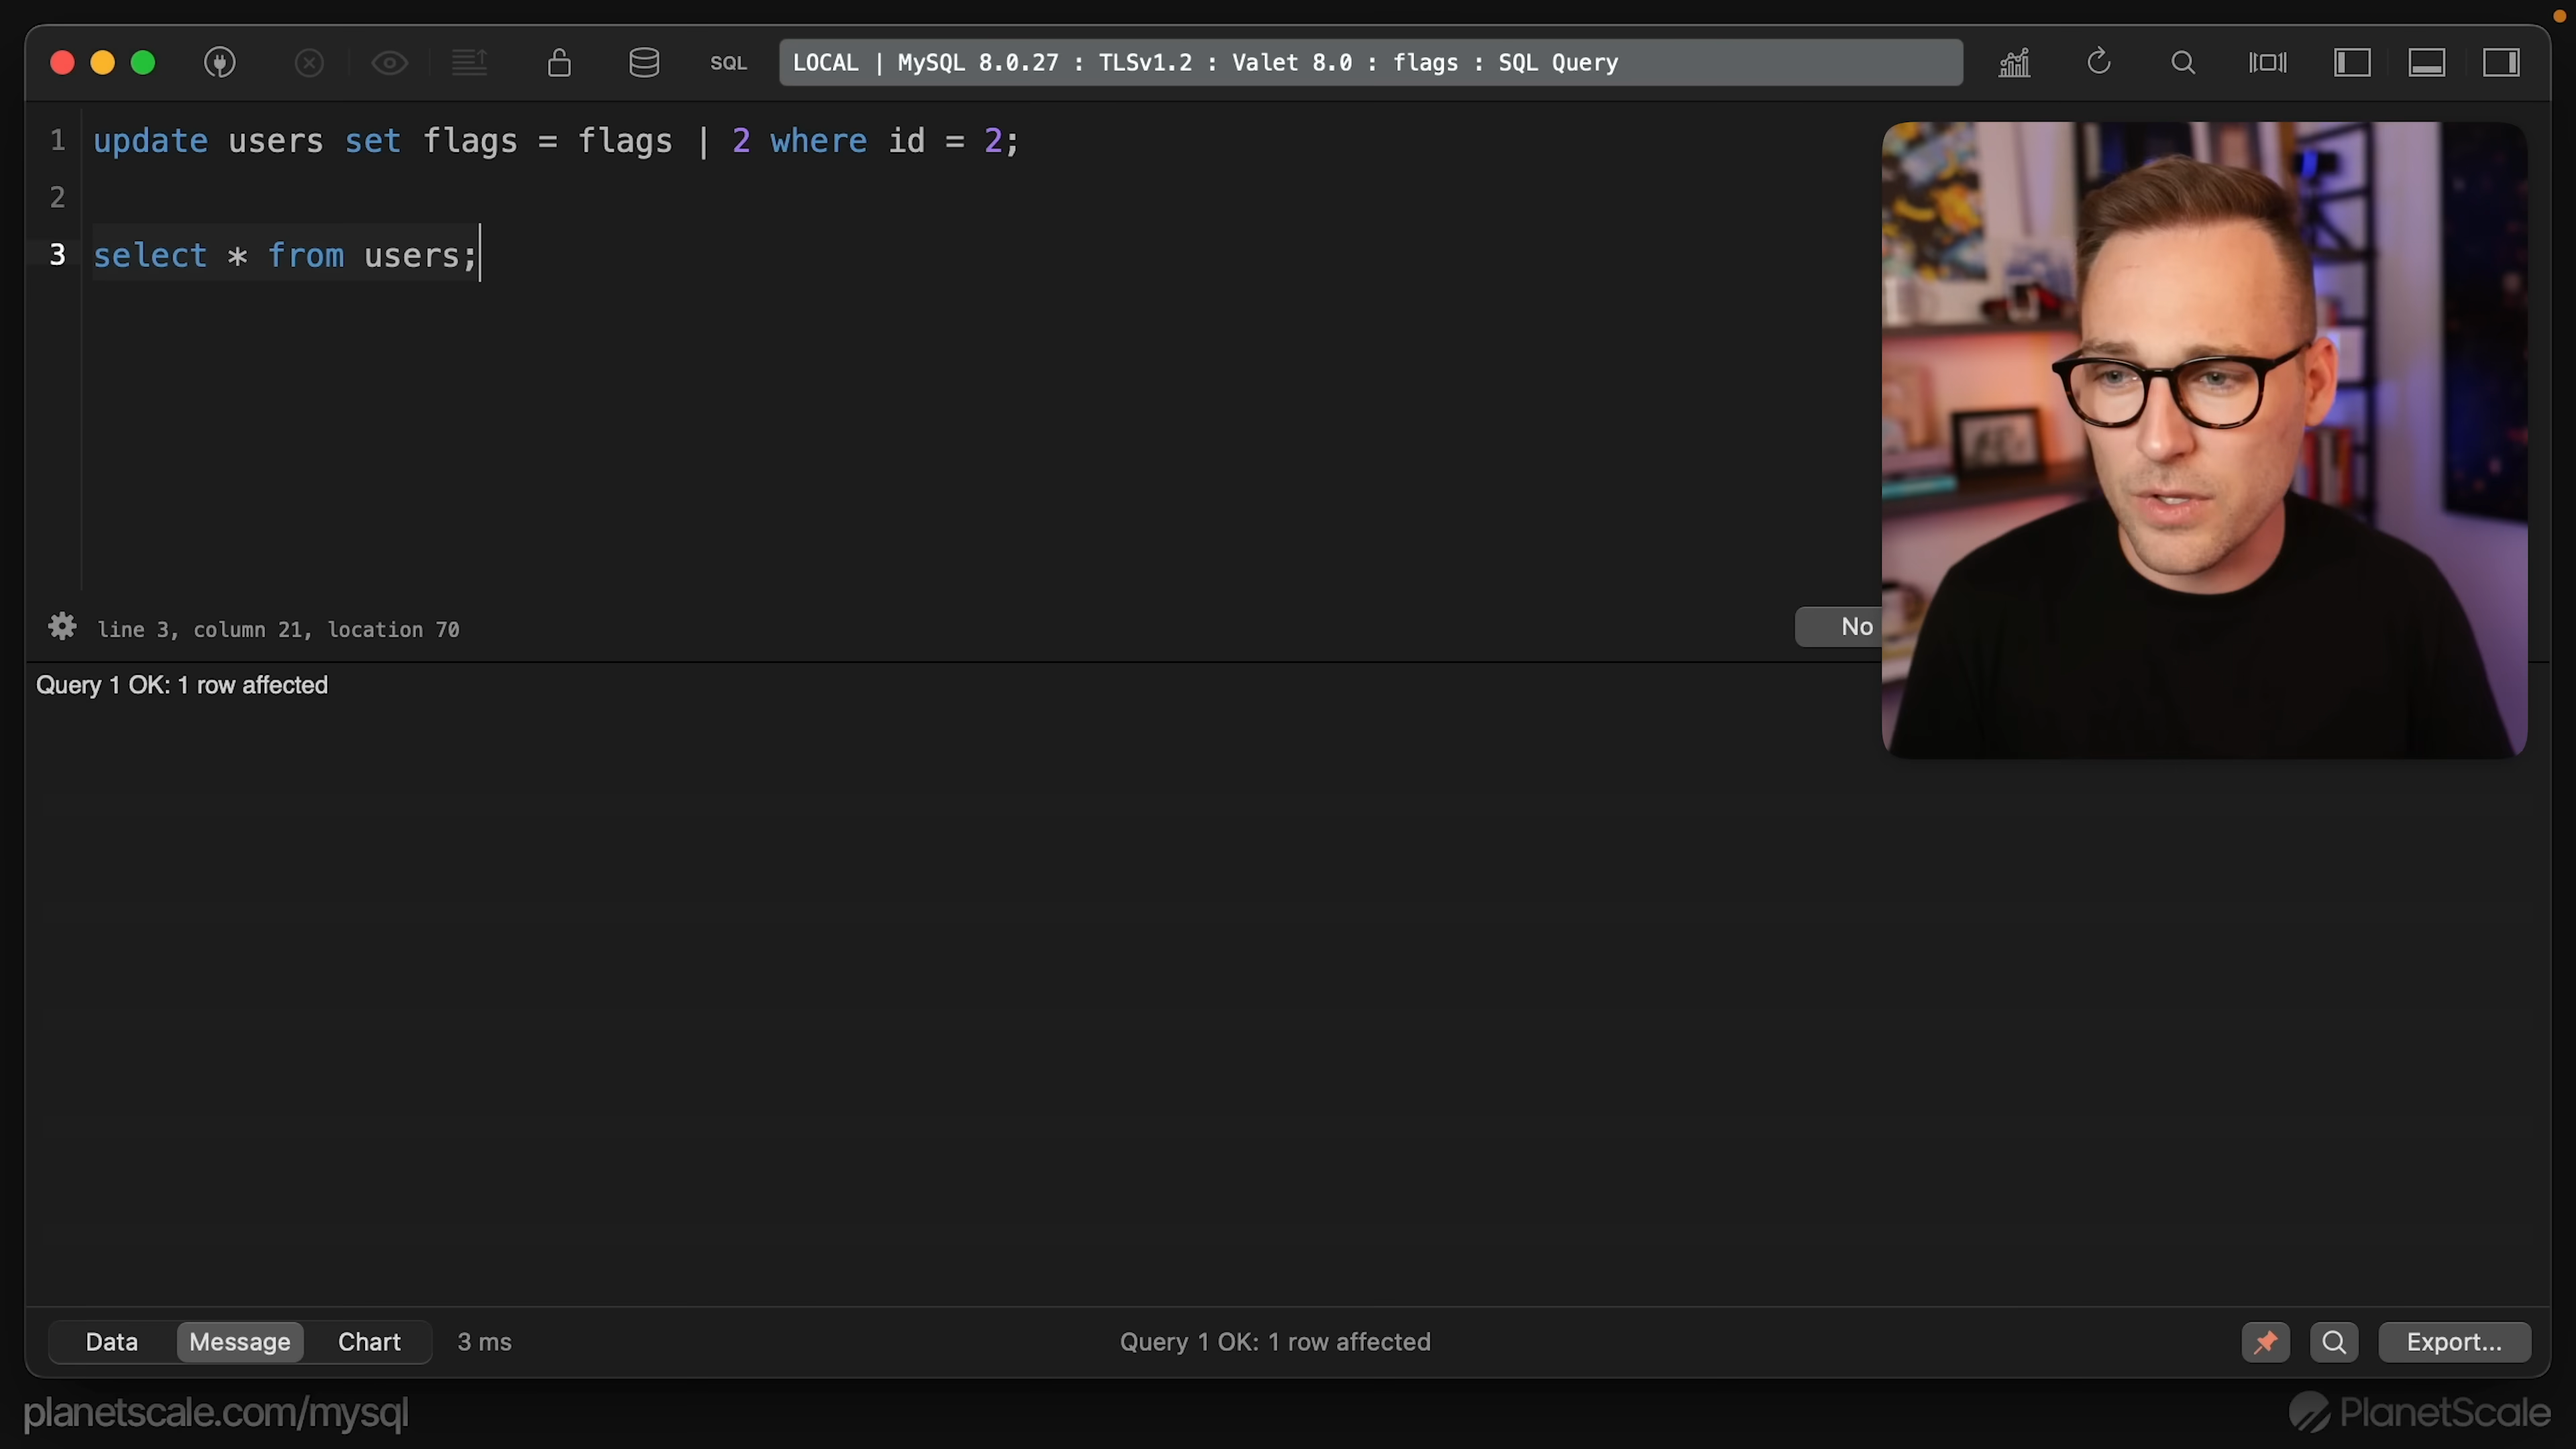 SQL
LOCAL | MySQL 8.0.27 : TLSv1.2 : Valet 8.0 : flags : SQL Query
1 update users set flags = flags | 2 where id = 2;
2
3 select * from users;
line 3, column 21, location 70
No
Query 1 OK: 1 row affected
Data Message Chart 3 ms Query 1 OK: 1 row affected Export...
planetscale.com/mysql PlanetScale